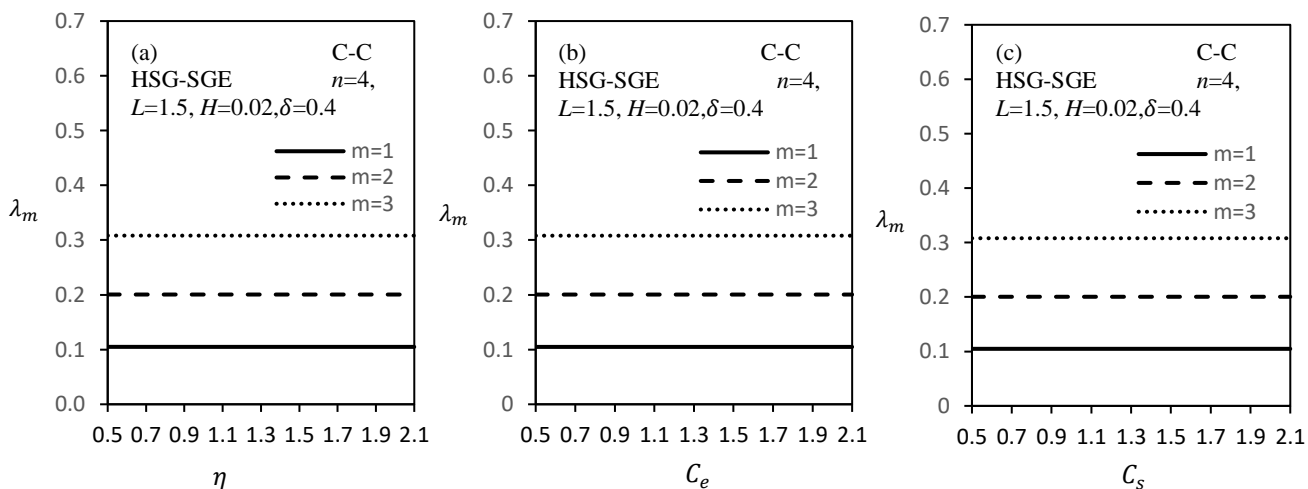 0.7
0.6
0.5
0.4
0.3
0.2
0.1
0.0
λm
(a) C-C
HSG-SGE n=4,
L=1.5, H=0.02,δ=0.4
m=1
m=2
m=3
0.5 0.7 0.9 1.1 1.3 1.5 1.7 1.9 2.1
η
0.7
0.6
0.5
0.4
0.3
0.2
0.1
0
λm
(b) C-C
HSG-SGE n=4,
L=1.5, H=0.02,δ=0.4
m=1
m=2
m=3
0.5 0.7 0.9 1.1 1.3 1.5 1.7 1.9 2.1
Ce
0.7
0.6
0.5
0.4
0.3
0.2
0.1
0
λm
(c) C-C
HSG-SGE n=4,
L=1.5, H=0.02,δ=0.4
m=1
m=2
m=3
0.5 0.7 0.9 1.1 1.3 1.5 1.7 1.9 2.1
Cs